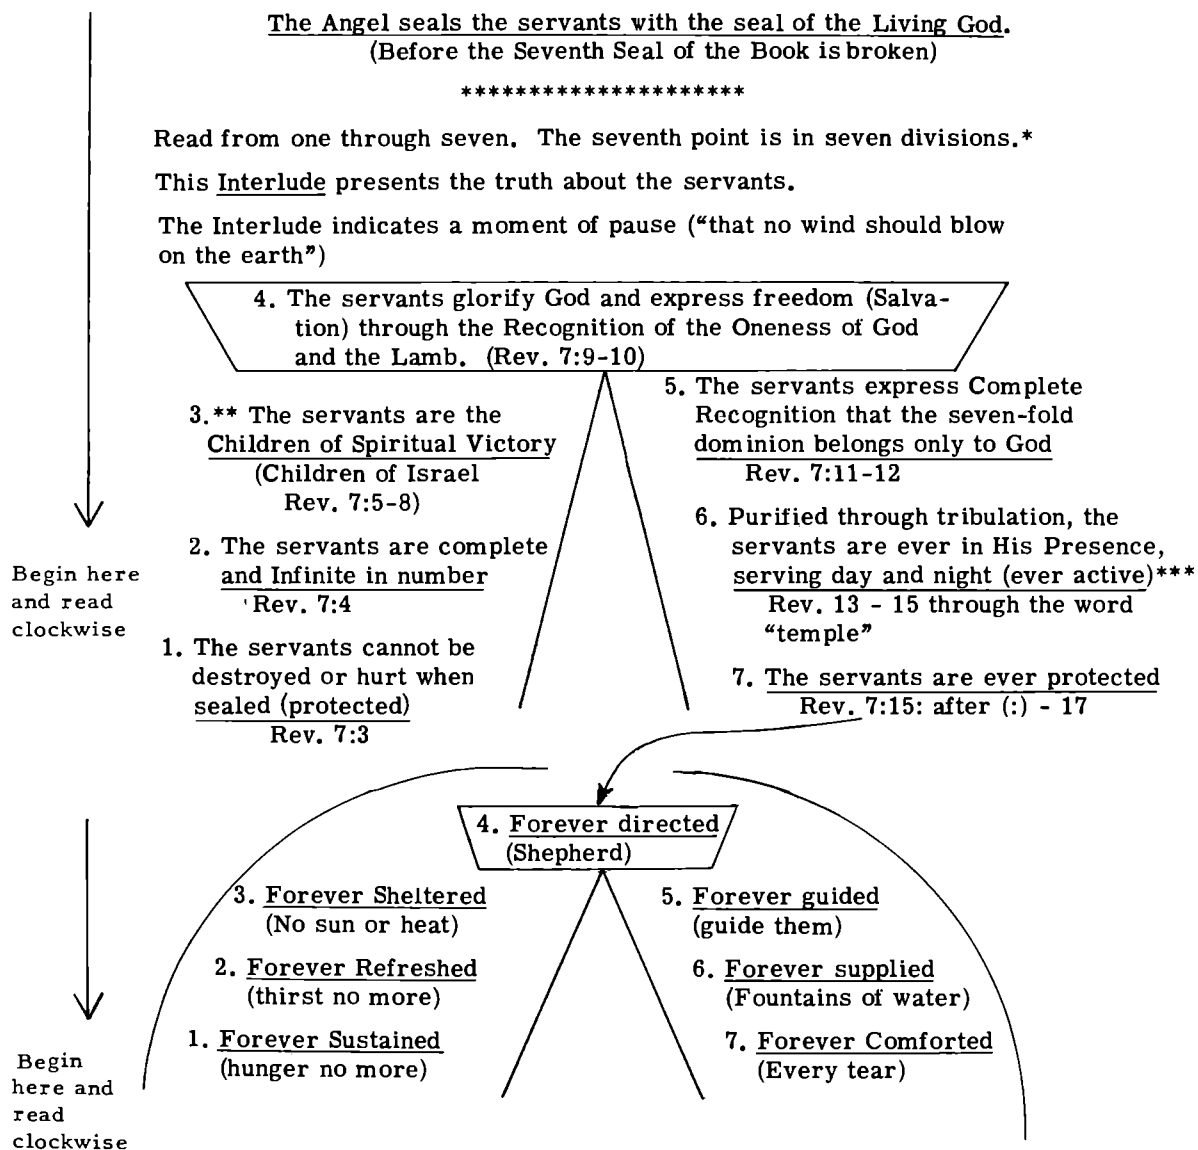 The Angel seals the servants with the seal of the Living God.
(Before the Seventh Seal of the Book is broken)
*********************
Read from one through seven. The seventh point is in seven divisions.*
This Interlude presents the truth about the servants.
The Interlude indicates a moment of pause (“that no wind should blow
on the earth”)
Begin here
and read
clockwise
1. The servants cannot be
destroyed or hurt when
sealed (protected)
Rev. 7:3
2. The servants are complete
and Infinite in number
Rev. 7:4
3.** The servants are the
Children of Spiritual Victory
(Children of Israel
Rev. 7:5-8)
4. The servants glorify God and express freedom (Salva-
tion) through the Recognition of the Oneness of God
and the Lamb. (Rev. 7:9-10)
5. The servants express Complete
Recognition that the seven-fold
dominion belongs only to God
Rev. 7:11-12
6. Purified through tribulation, the
servants are ever in His Presence,
serving day and night (ever active)***
Rev. 13 - 15 through the word
“temple”
7. The servants are ever protected
Rev. 7:15: after (:) - 17
Begin
here and
read
clockwise
1. Forever Sustained
(hunger no more)
2. Forever Refreshed
(thirst no more)
3. Forever Sheltered
(No sun or heat)
4. Forever directed
(Shepherd)
5. Forever guided
(guide them)
6. Forever supplied
(Fountains of water)
7. Forever Comforted
(Every tear)